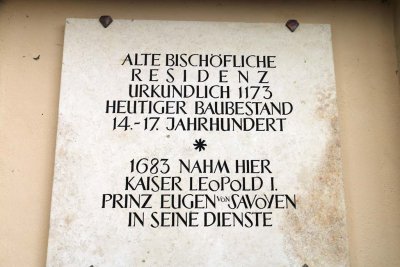 ALTE BISCHÖFLICHE
RESIDENZ
URKUNDLICH 1173
HEUTIGER BAUBESTAND
14.-17. JAHRHUNDERT
*
1683 NAHM HIER
KAISER LEOPOLD I.
PRINZ EUGEN VON SAVOYEN
IN SEINE DIENSTE